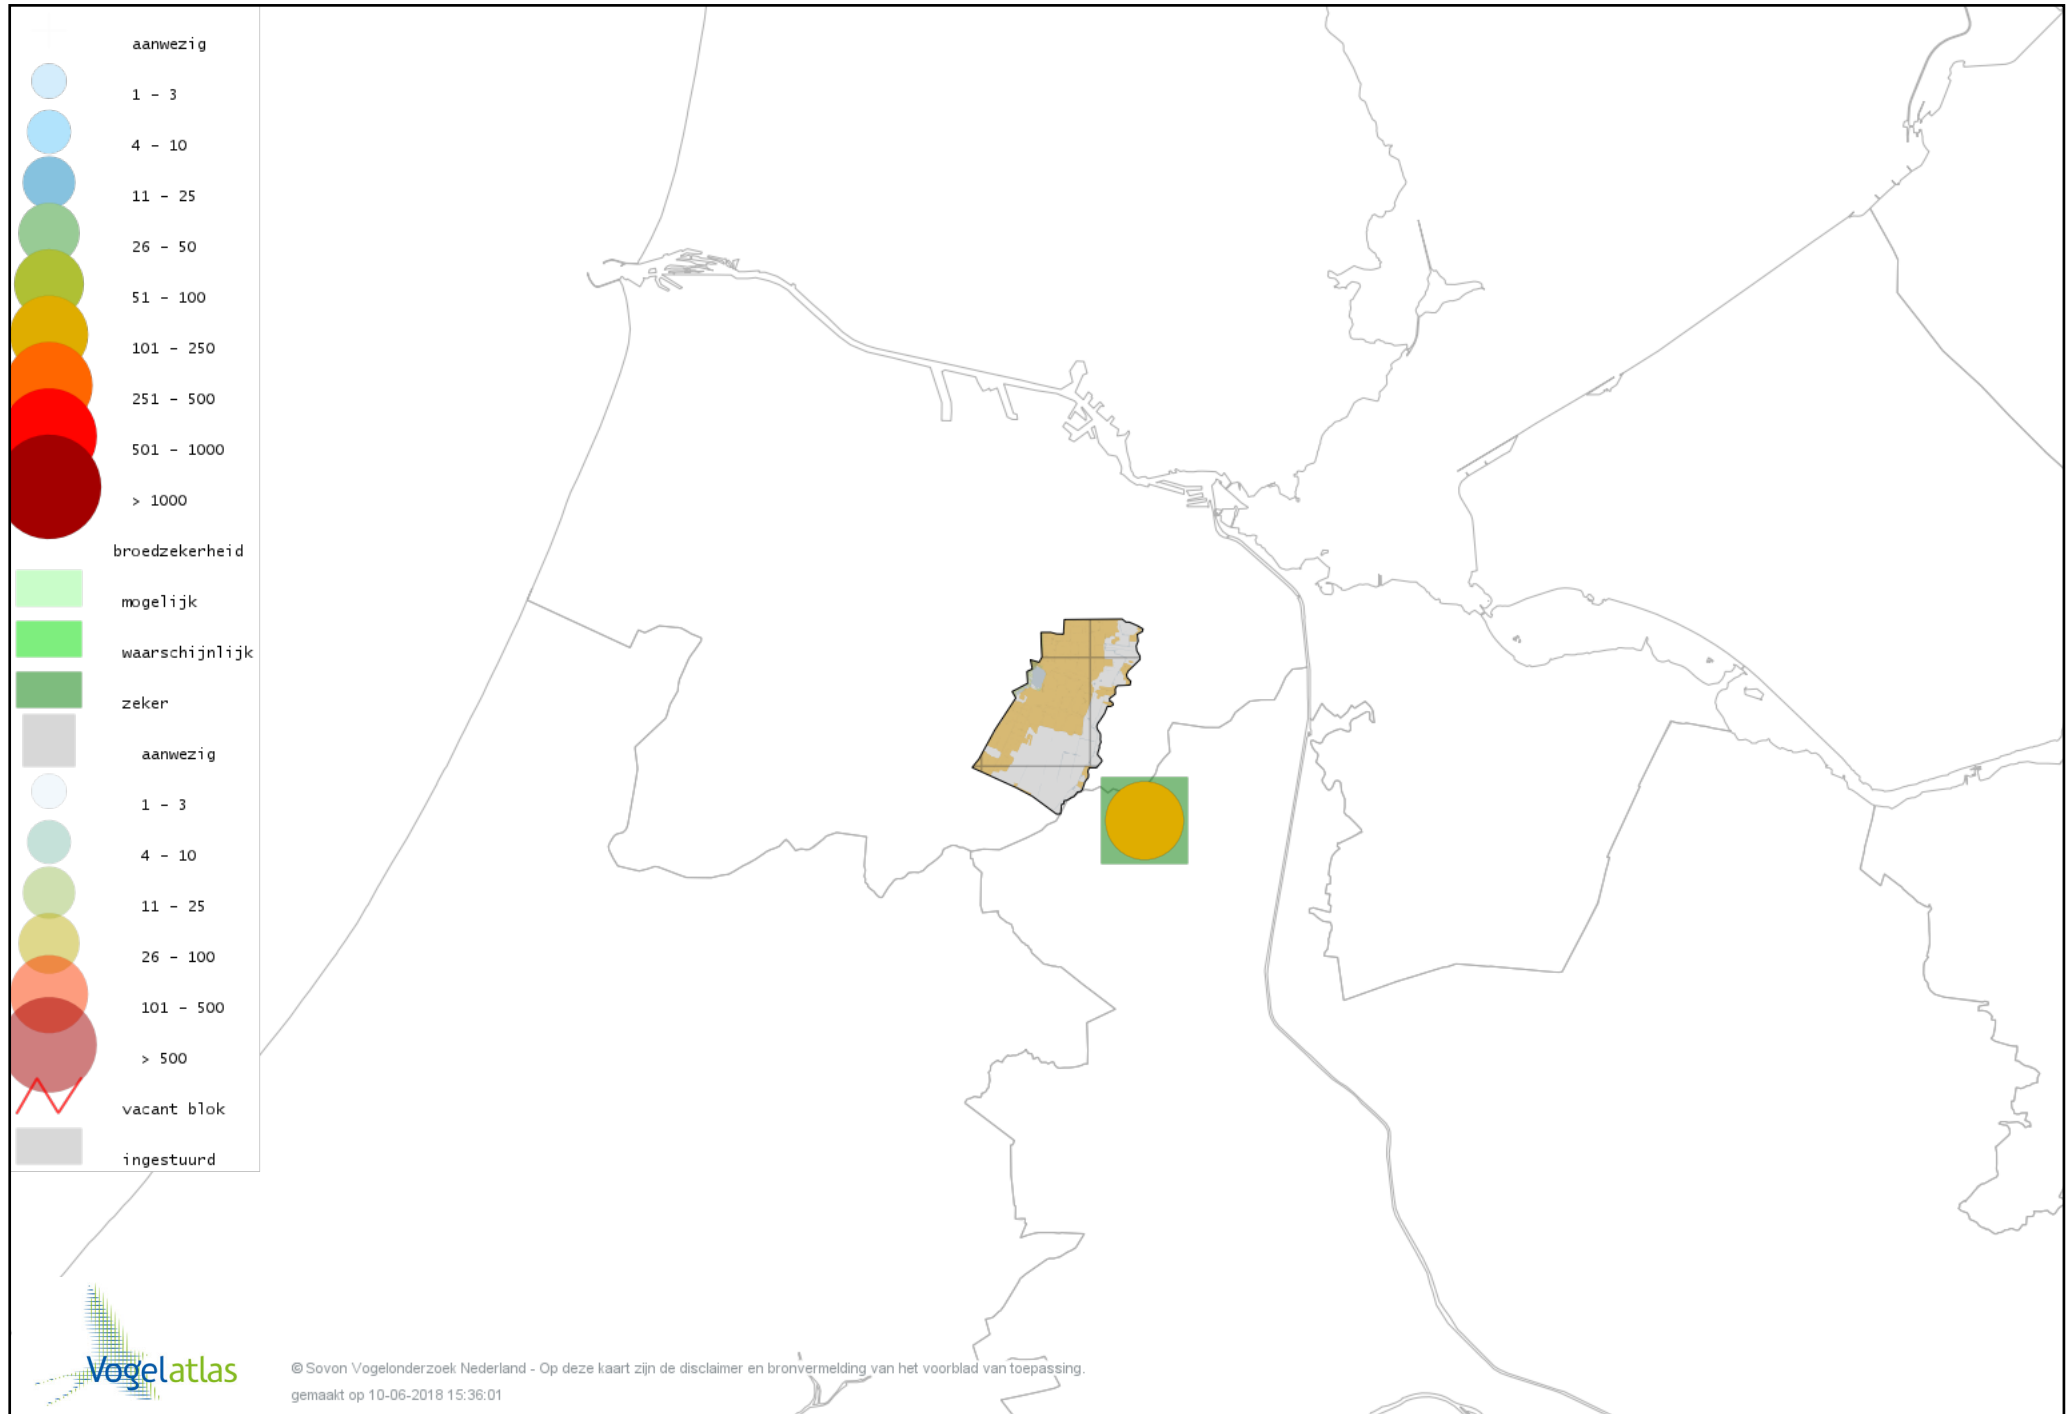 aanwezig
1 - 3
4 - 10
11 - 25
26 - 50
51 - 100
101 - 250
251 - 500
501 - 1000
> 1000
broedzekerheid
mogelijk
waarschijnlijk
zeker
aanwezig
1 - 3
4 - 10
11 - 25
26 - 100
101 - 500
> 500
vacant blok
ingestuurd
Vogelatlas
© Sovon Vogelonderzoek Nederland - Op deze kaart zijn de disclaimer en bronvermelding van het voorblad van toepassing.
gemaakt op 10-06-2018 15:36:01